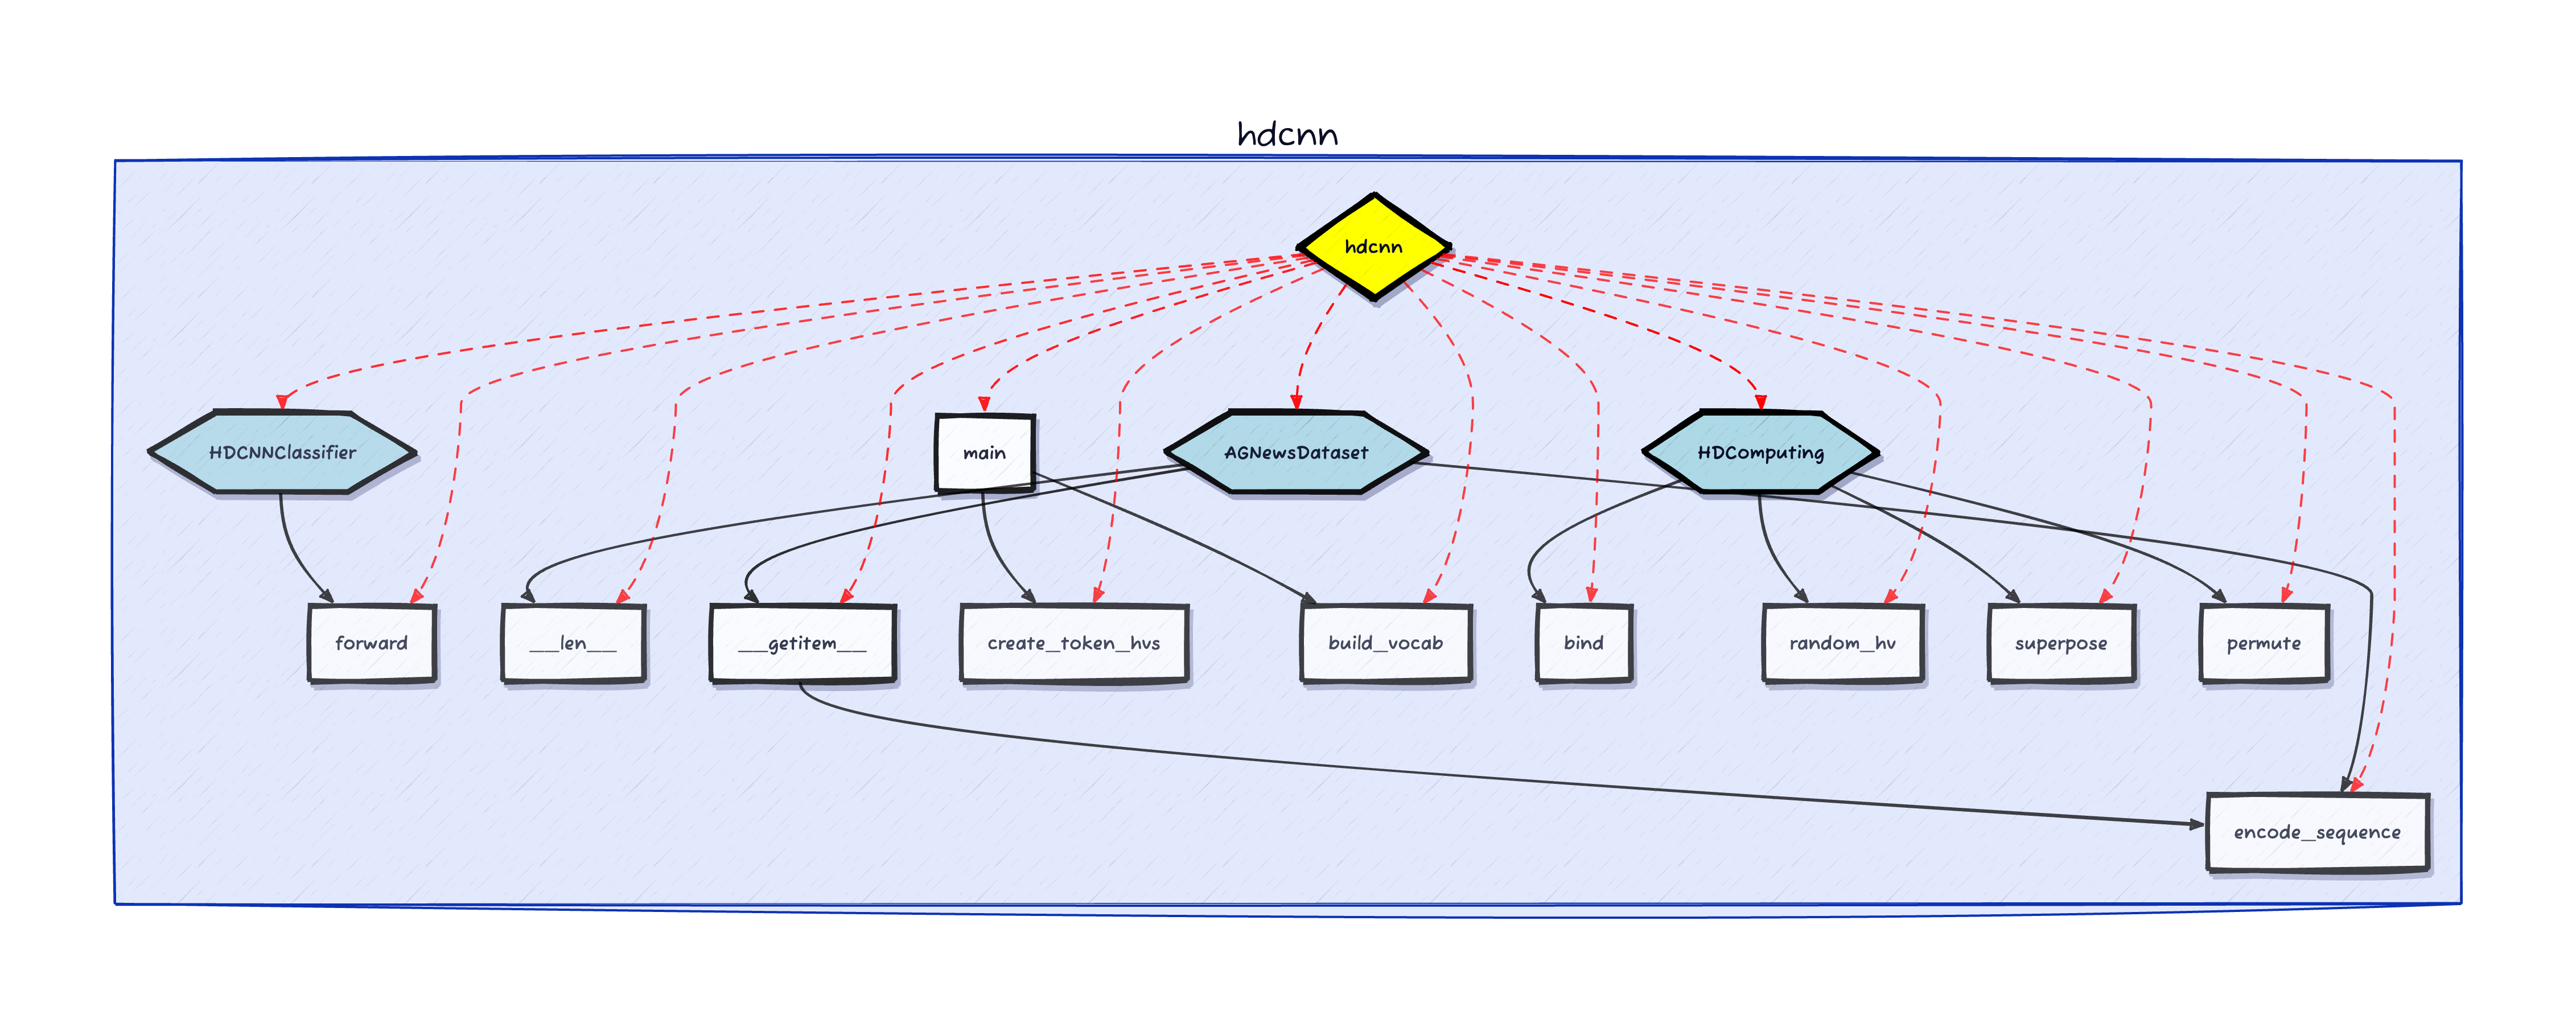 hdcnn
hdcnn
HDCNNClassifier
main
AGNewsDataset
HDComputing
forward
__len__
__getitem__
create_token_hvs
build_vocab
bind
random_hv
superpose
permute
encode_sequence